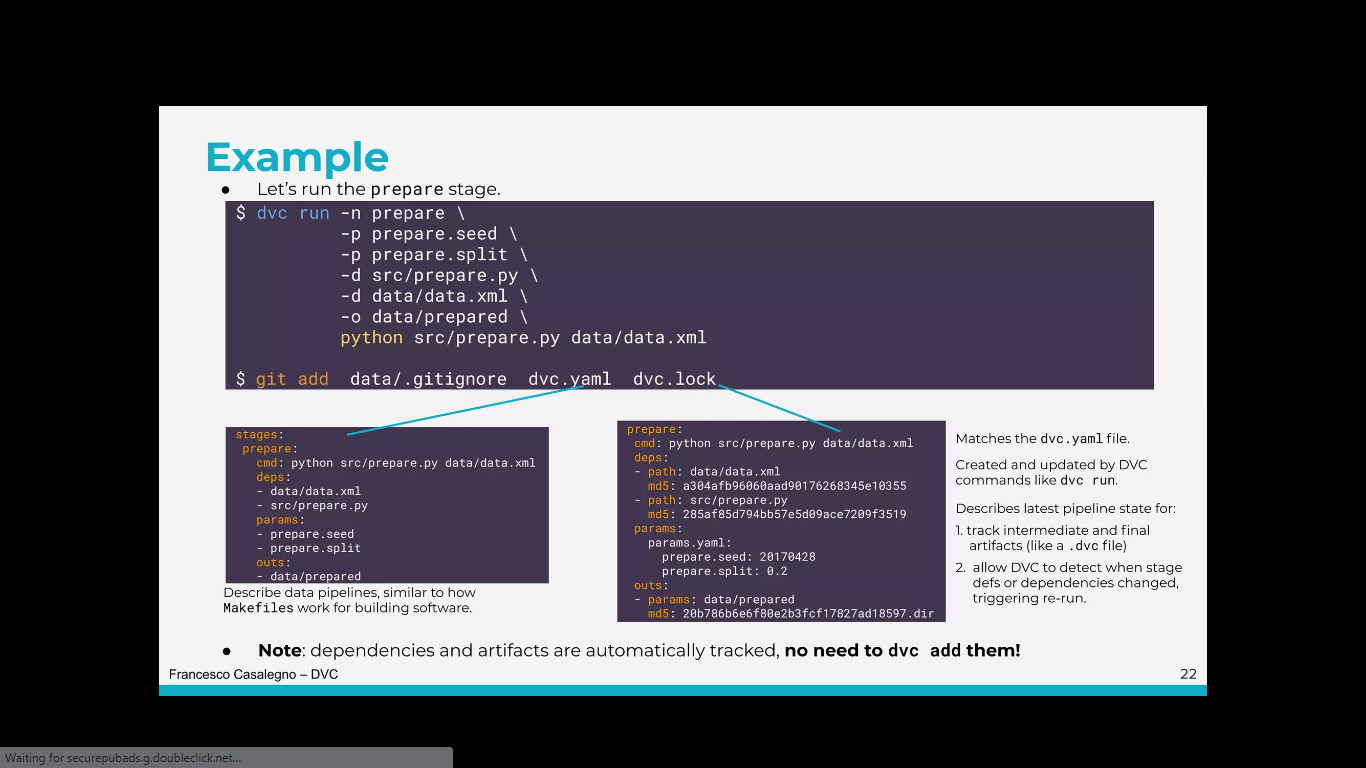 Example
● Let's run the prepare stage.
$ dvc run -n prepare \
-p prepare.seed \
-p prepare.split \
-d src/prepare.py \
-d data/data.xml \
-o data/prepared \
python src/prepare.py data/data.xml
$ git add data/.gitignore dvc.yaml dvc.lock
stages:
prepare:
cmd: python src/prepare.py data/data.xml
deps:
- data/data.xml
- src/prepare.py
params:
- prepare.seed
- prepare.split
outs:
- data/prepared
Describe data pipelines, similar to how
Makefiles work for building software.
prepare:
cmd: python src/prepare.py data/data.xml
deps:
- path: data/data.xml
md5: a304afb96060aad90176268345e10355
- path: src/prepare.py
md5: 285af85d794bb57e5d09ace7209f3519
params:
params.yaml:
prepare.seed: 20170428
prepare.split: 0.2
outs:
- params: data/prepared
md5: 20b786b6e6f80e2b3fcf17827ad18597.dir
Matches the dvc.yaml file.
Created and updated by DVC
commands like dvc run.
Describes latest pipeline state for:
1. track intermediate and final
artifacts (like a .dvc file)
2. allow DVC to detect when stage
defs or dependencies changed,
triggering re-run.
● Note: dependencies and artifacts are automatically tracked, no need to dvc add them!
Francesco Casalegno – DVC
22
Waiting for securepubads.g.doubleclick.net...